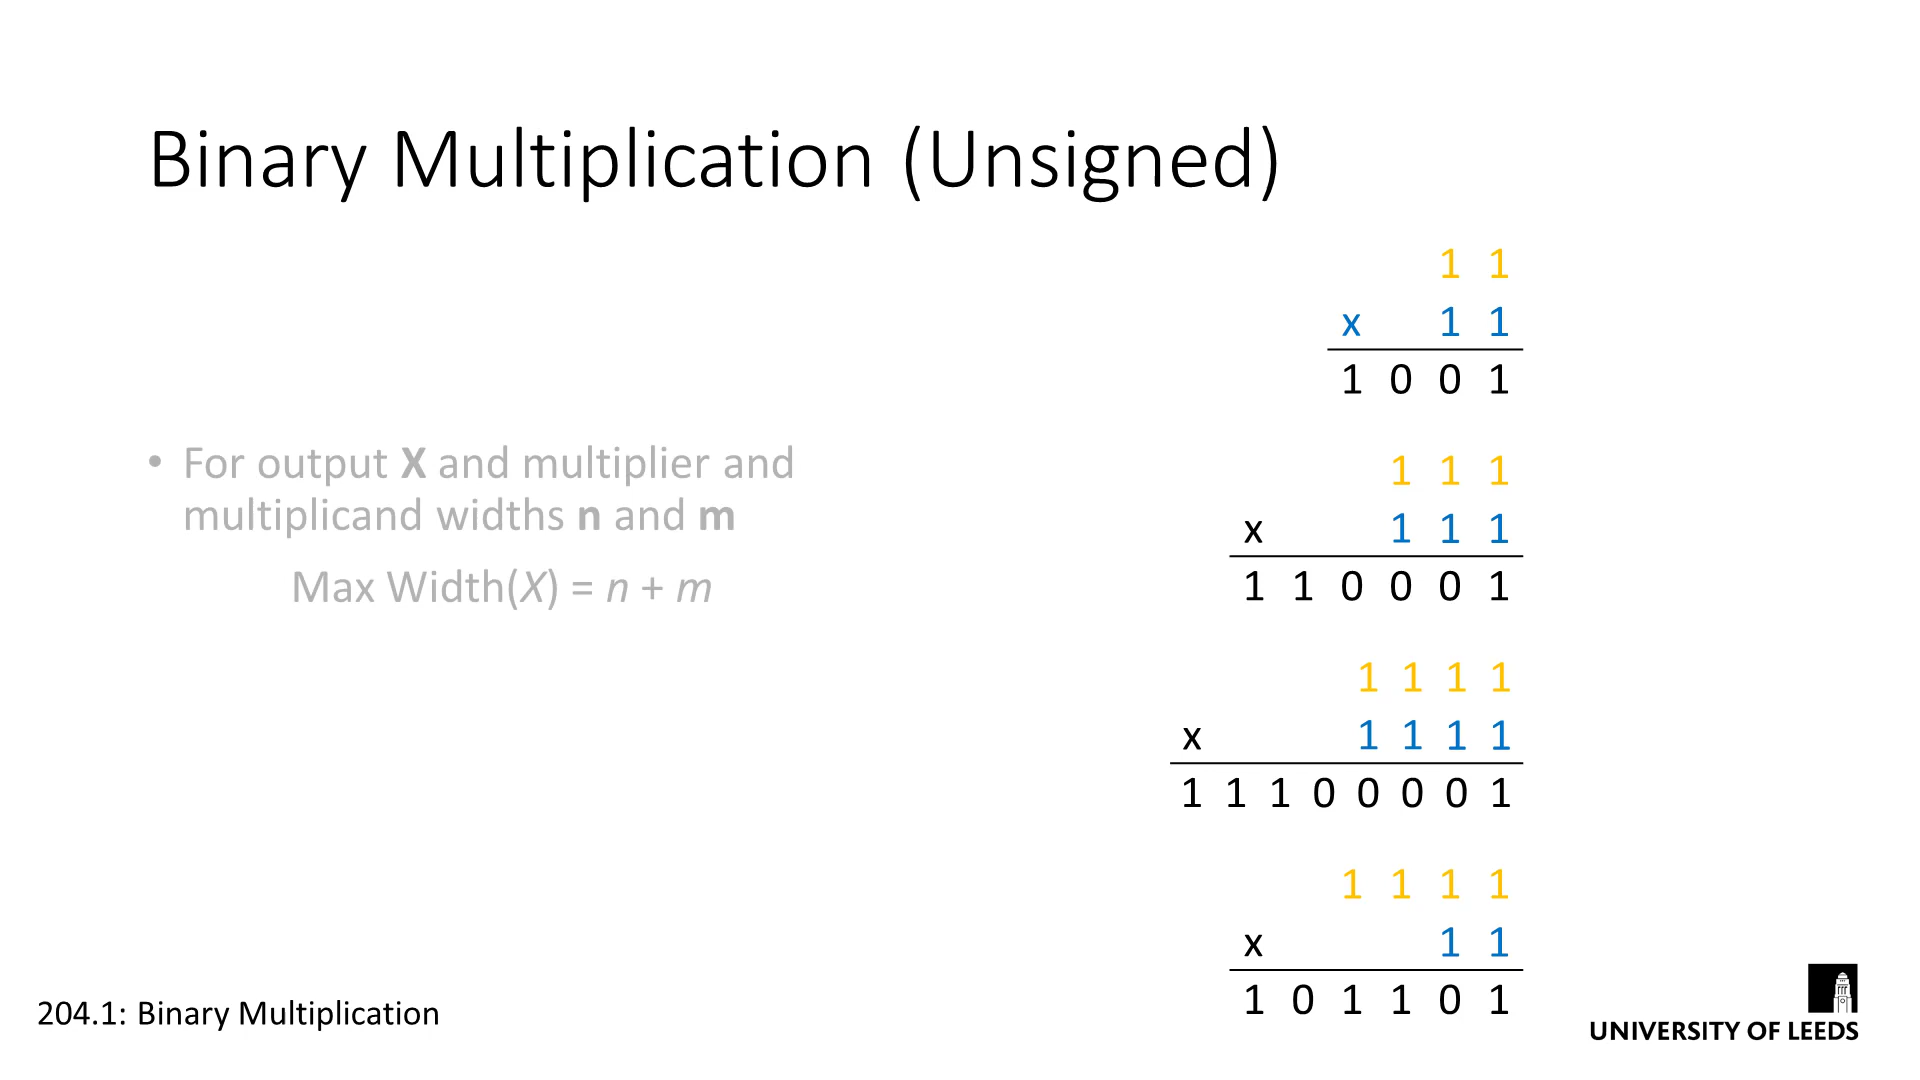 Binary Multiplication (Unsigned)
• For output X and multiplier and
multiplicand widths n and m
Max Width(X) = n + m
1 1
x 1 1
1 0 0 1
1 1 1
x 1 1 1
1 1 0 0 0 1
1 1 1 1
x 1 1 1 1
1 1 1 0 0 0 0 1
1 1 1 1
x 1 1
1 0 1 1 0 1
204.1: Binary Multiplication
UNIVERSITY OF LEEDS